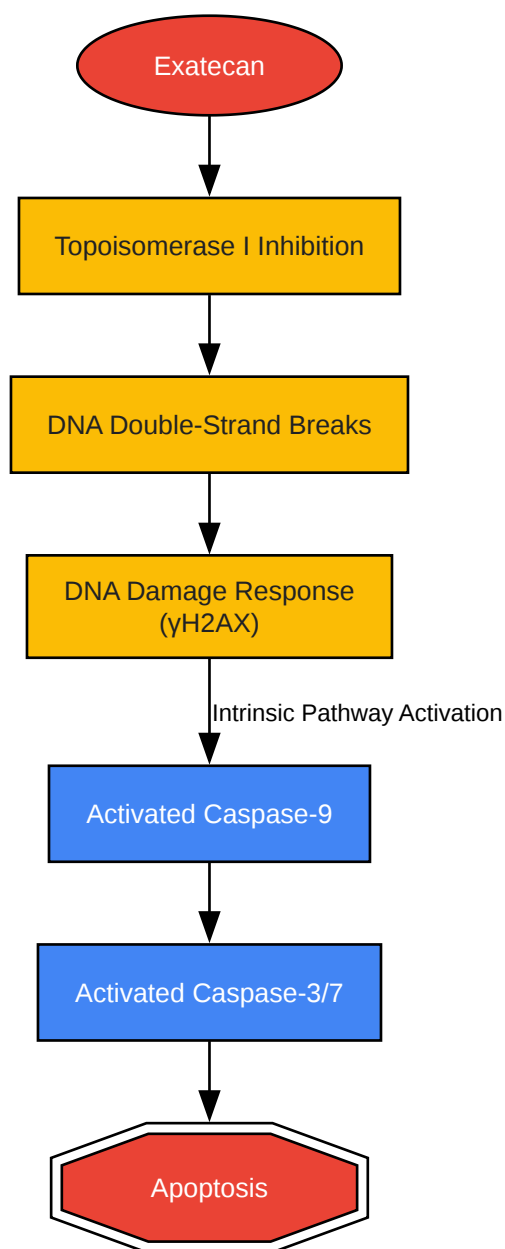 Exatecan
Topoisomerase I Inhibition
DNA Double-Strand Breaks
DNA Damage Response
(γH2AX)
Intrinsic Pathway Activation
Activated Caspase-9
Activated Caspase-3/7
Apoptosis